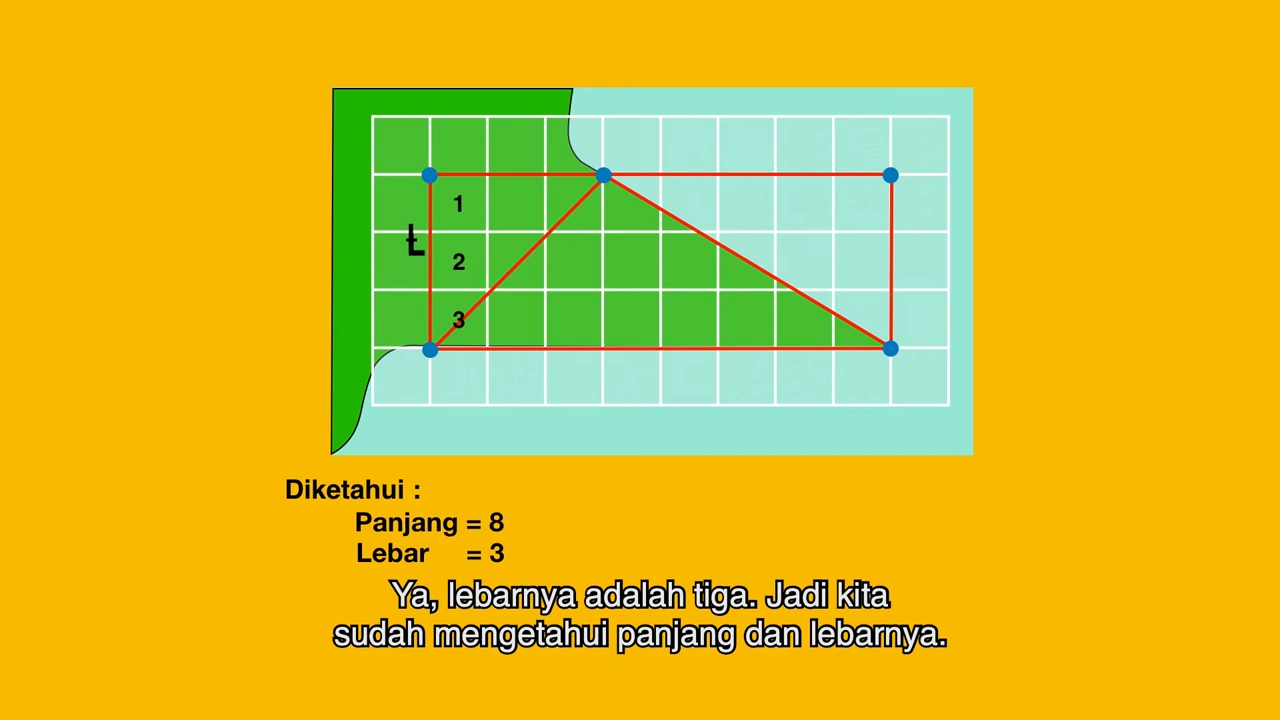 1
Ł
2
3
Diketahui :
Panjang = 8
Lebar = 3
Ya, lebarnya adalah tiga. Jadi kita
sudah mengetahui panjang dan lebarnya.